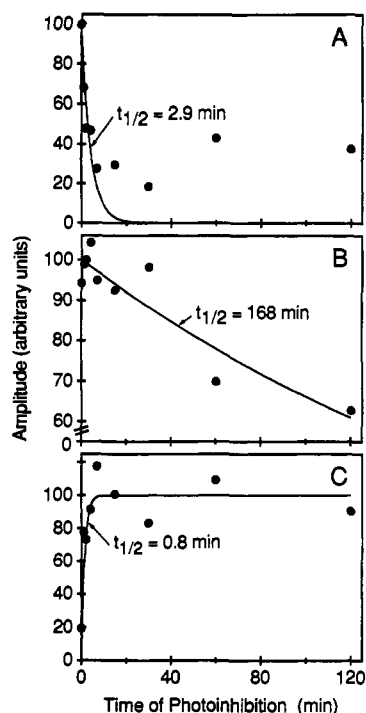 A
100
80
60
40
20
0
t1/2 = 2.9 min
B
100
90
80
70
60
0
t1/2 = 168 min
C
100
80
60
40
20
0
t1/2 = 0.8 min
0 40 80 120
Time of Photoinhibition (min)
Amplitude (arbitrary units)